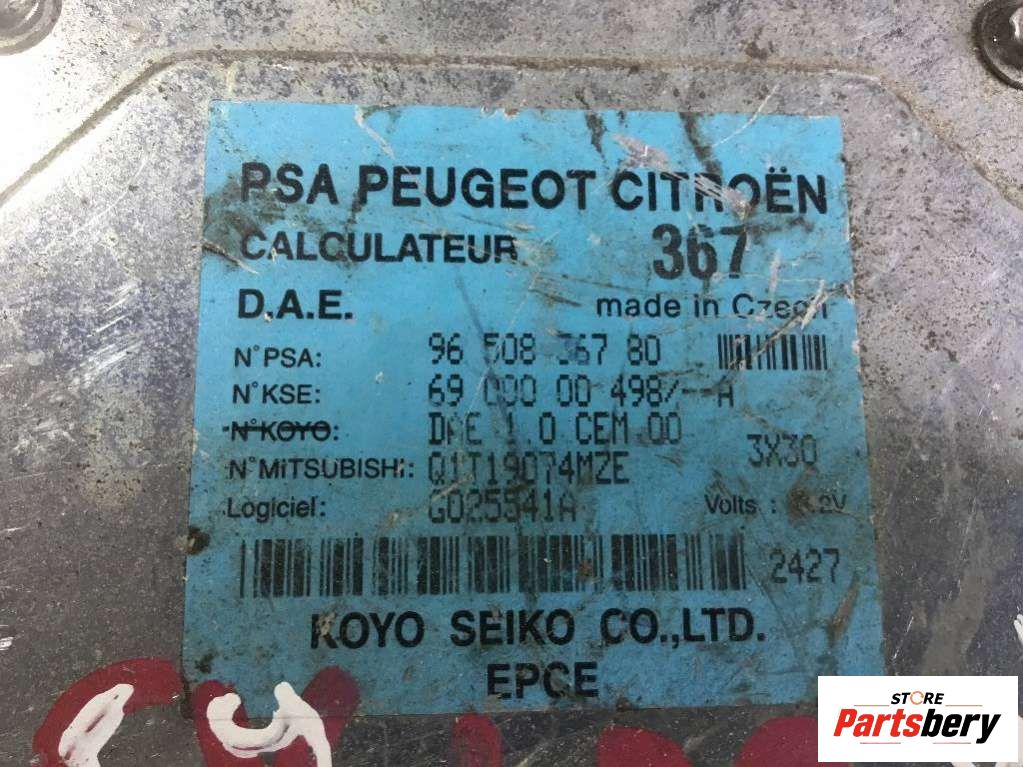 PSA PEUGEOT CITROËN
CALCULATEUR 367
D.A.E. made in Czech
N°PSA: 96 508 367 80
N°KSE: 69 000 00 498/--A
N°KOYO: DAE 1.0 CEM 00
N°MITSUBISHI: Q1T19074MZE 3X30
Logiciel: G025541A Volts :
2427
KOYO SEIKO CO.,LTD.
EPCE
STORE
Partsbery